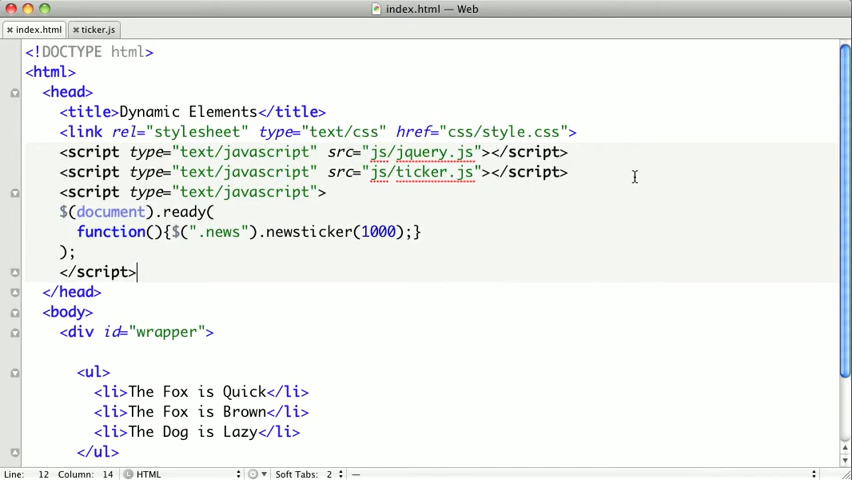 index.html — Web
index.html ticker.js
<!DOCTYPE html>
<html>
<head>
<title>Dynamic Elements</title>
<link rel="stylesheet" type="text/css" href="css/style.css">
<script type="text/javascript" src="js/jquery.js"></script>
<script type="text/javascript" src="js/ticker.js"></script>
<script type="text/javascript">
$(document).ready(
function(){$(".news").newsticker(1000);}
);
</script>
</head>
<body>
<div id="wrapper">
<ul>
<li>The Fox is Quick</li>
<li>The Fox is Brown</li>
<li>The Dog is Lazy</li>
</ul>
Line: 12 Column: 14 HTML Soft Tabs: 2 —